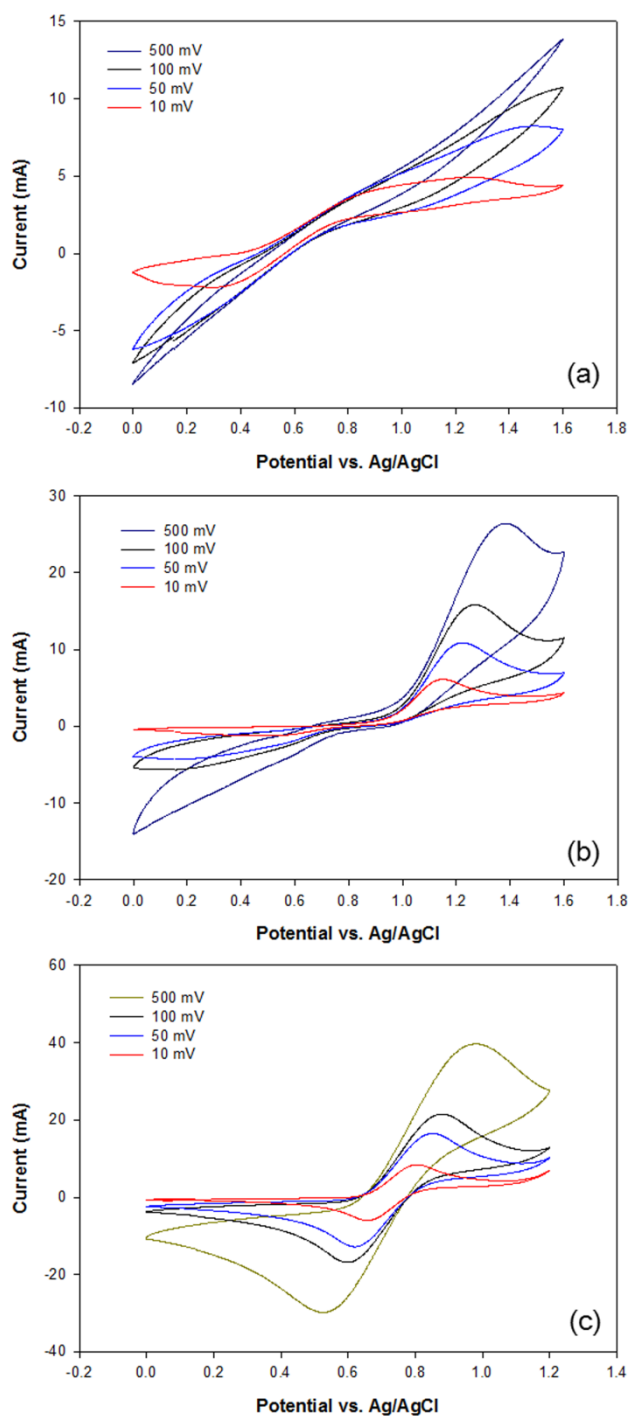 15
10
5
0
-5
-10
Current (mA)
500 mV
100 mV
50 mV
10 mV
(a)
-0.2 0.0 0.2 0.4 0.6 0.8 1.0 1.2 1.4 1.6 1.8
Potential vs. Ag/AgCl
30
20
10
0
-10
-20
Current (mA)
500 mV
100 mV
50 mV
10 mV
(b)
-0.2 0.0 0.2 0.4 0.6 0.8 1.0 1.2 1.4 1.6 1.8
Potential vs. Ag/AgCl
60
40
20
0
-20
-40
Current (mA)
500 mV
100 mV
50 mV
10 mV
(c)
-0.2 0.0 0.2 0.4 0.6 0.8 1.0 1.2 1.4
Potential vs. Ag/AgCl